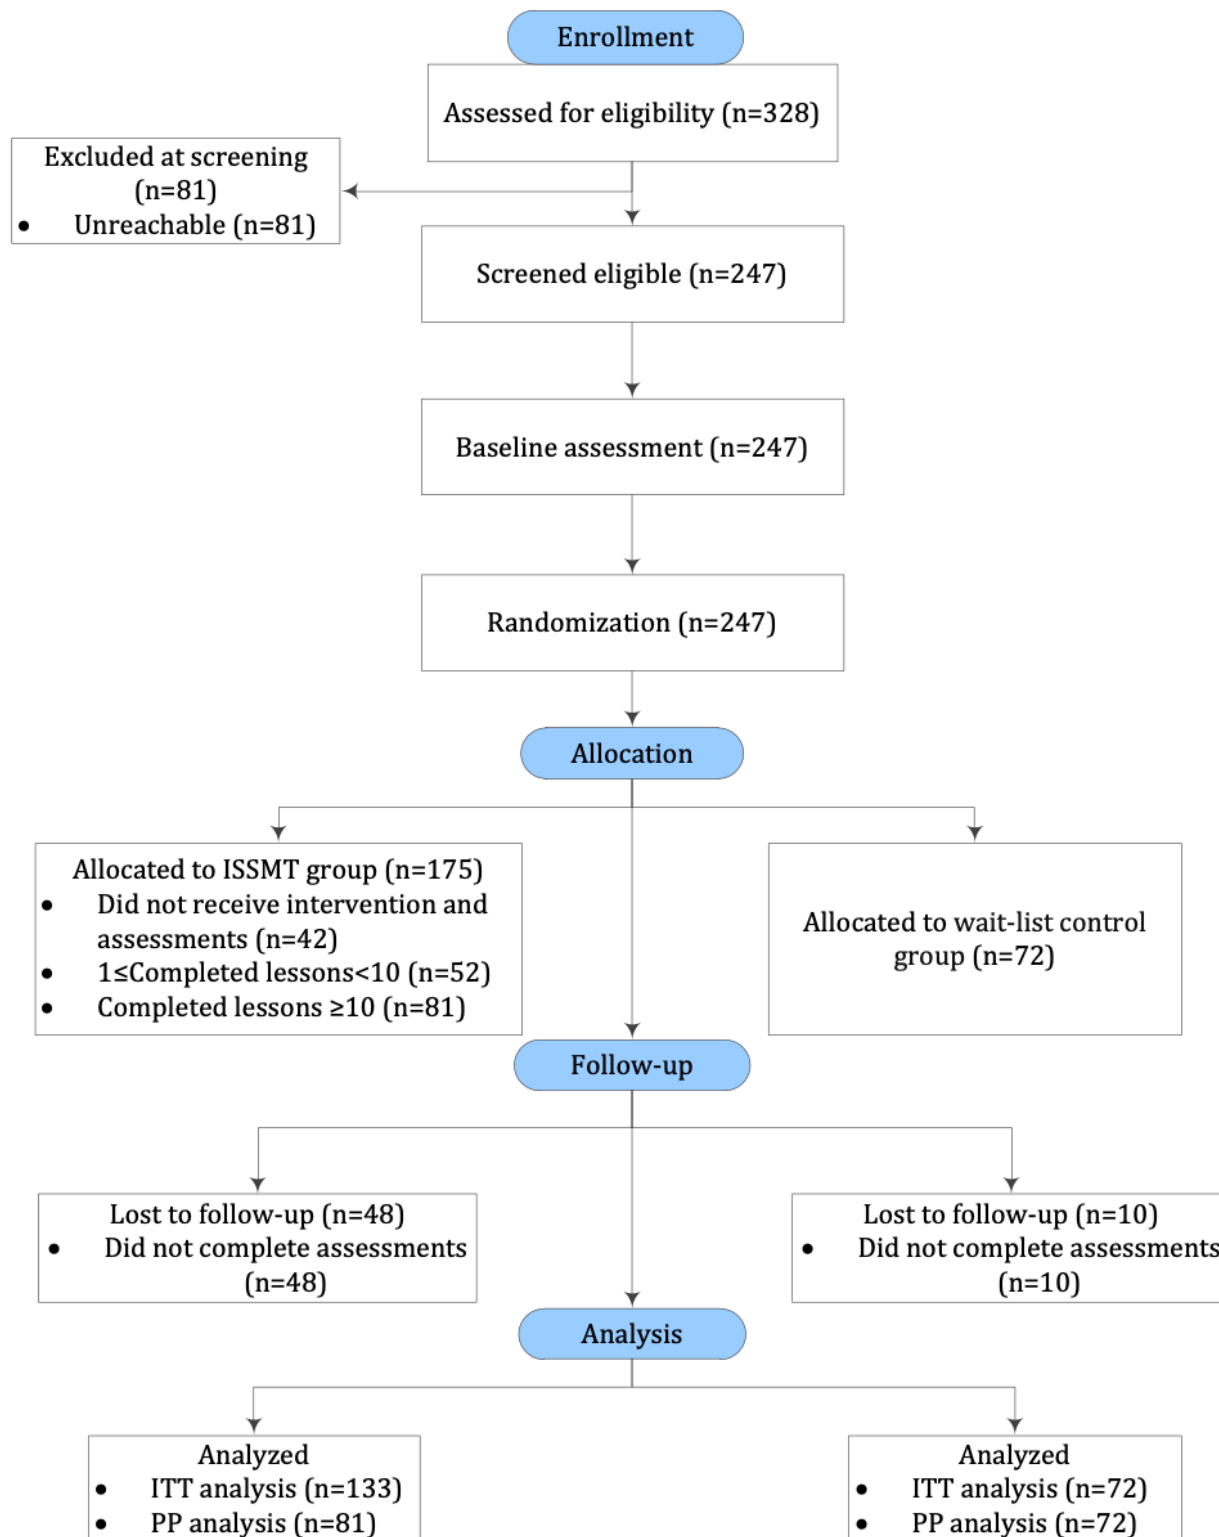 Enrollment
Assessed for eligibility (n=328)
Excluded at screening
(n=81)
• Unreachable (n=81)
Screened eligible (n=247)
Baseline assessment (n=247)
Randomization (n=247)
Allocation
Allocated to ISSMT group (n=175)
• Did not receive intervention and
assessments (n=42)
• 1≤Completed lessons<10 (n=52)
• Completed lessons ≥10 (n=81)
Allocated to wait-list control
group (n=72)
Follow-up
Lost to follow-up (n=48)
• Did not complete assessments
(n=48)
Lost to follow-up (n=10)
• Did not complete assessments
(n=10)
Analysis
Analyzed
• ITT analysis (n=133)
• PP analysis (n=81)
Analyzed
• ITT analysis (n=72)
• PP analysis (n=72)